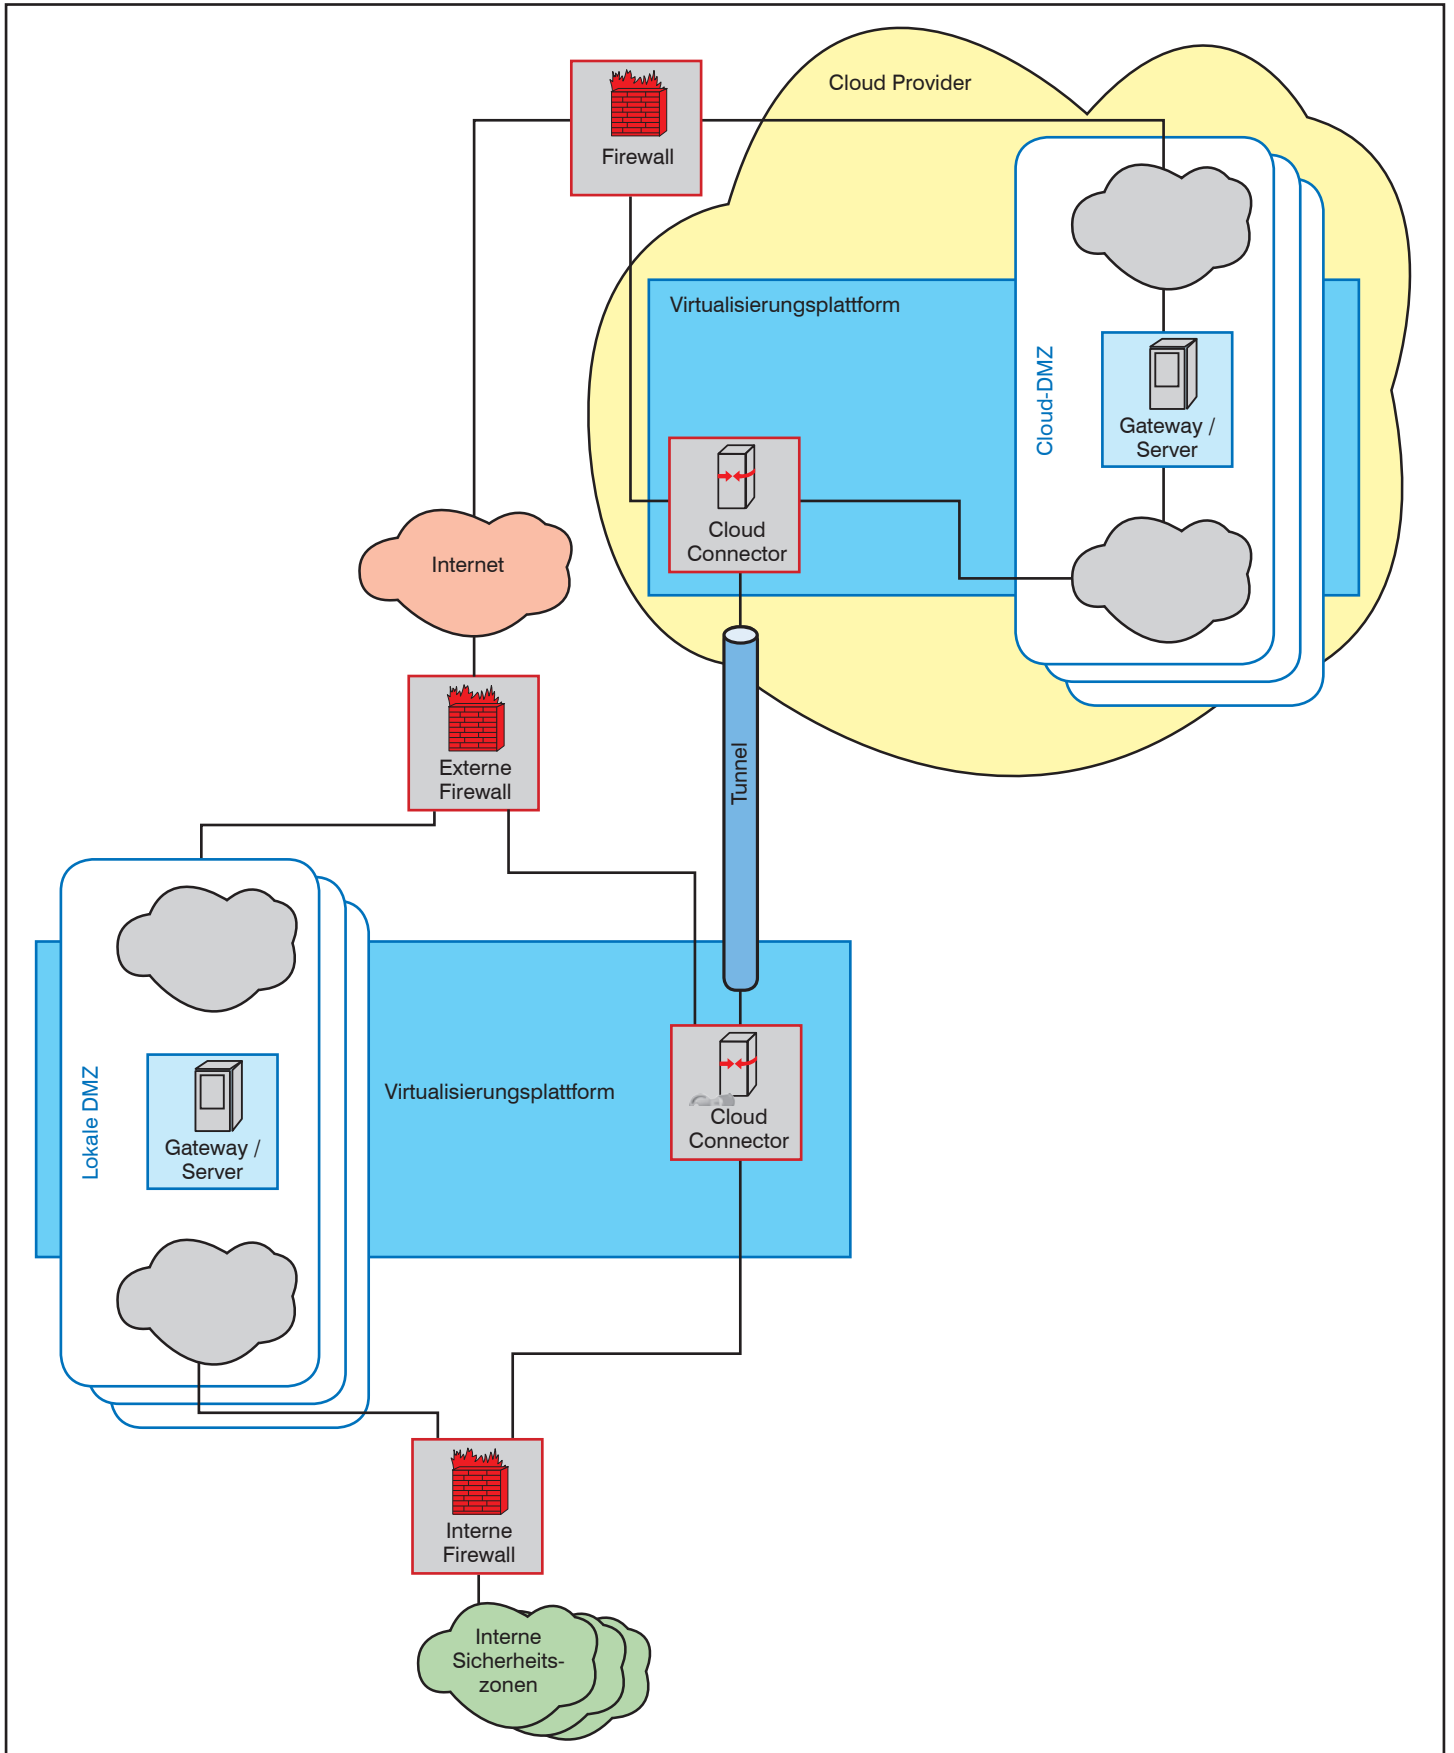 Cloud Provider
Firewall
Virtualisierungsplattform
Cloud-DMZ
Gateway /
Server
Cloud
Connector
Internet
Externe
Firewall
Tunnel
Lokale DMZ
Gateway /
Server
Virtualisierungsplattform
Cloud
Connector
Interne
Firewall
Interne
Sicherheits-
zonen